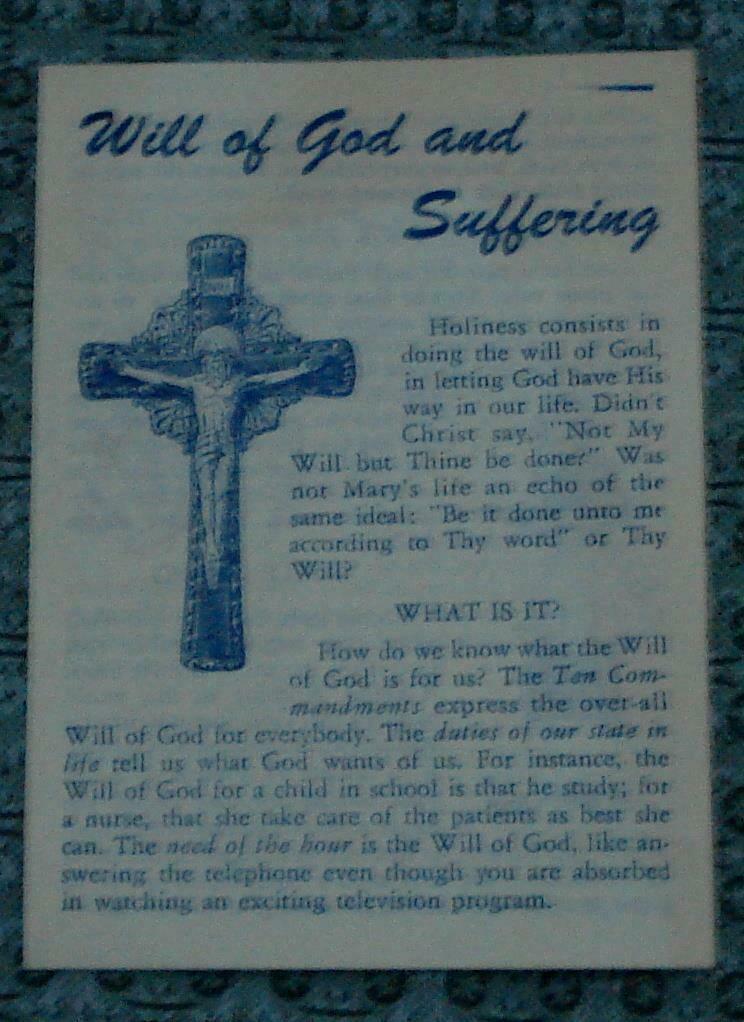 Will of God and
Suffering
Holiness consists in
doing the will of God,
in letting God have His
way in our life. Didn't
Christ say, "Not My
Will but Thine be done?" Was
not Mary's life an echo of the
same ideal: "Be it done unto me
according to Thy word" or Thy
Will?
WHAT IS IT?
How do we know what the Will
of God is for us? The Ten Com-
mandments express the over-all
Will of God for everybody. The duties of our state in
life tell us what God wants of us. For instance, the
Will of God for a child in school is that he study; for
a nurse, that she take care of the patients as best she
can. The need of the hour is the Will of God, like an-
swering the telephone even though you are absorbed
in watching an exciting television program.